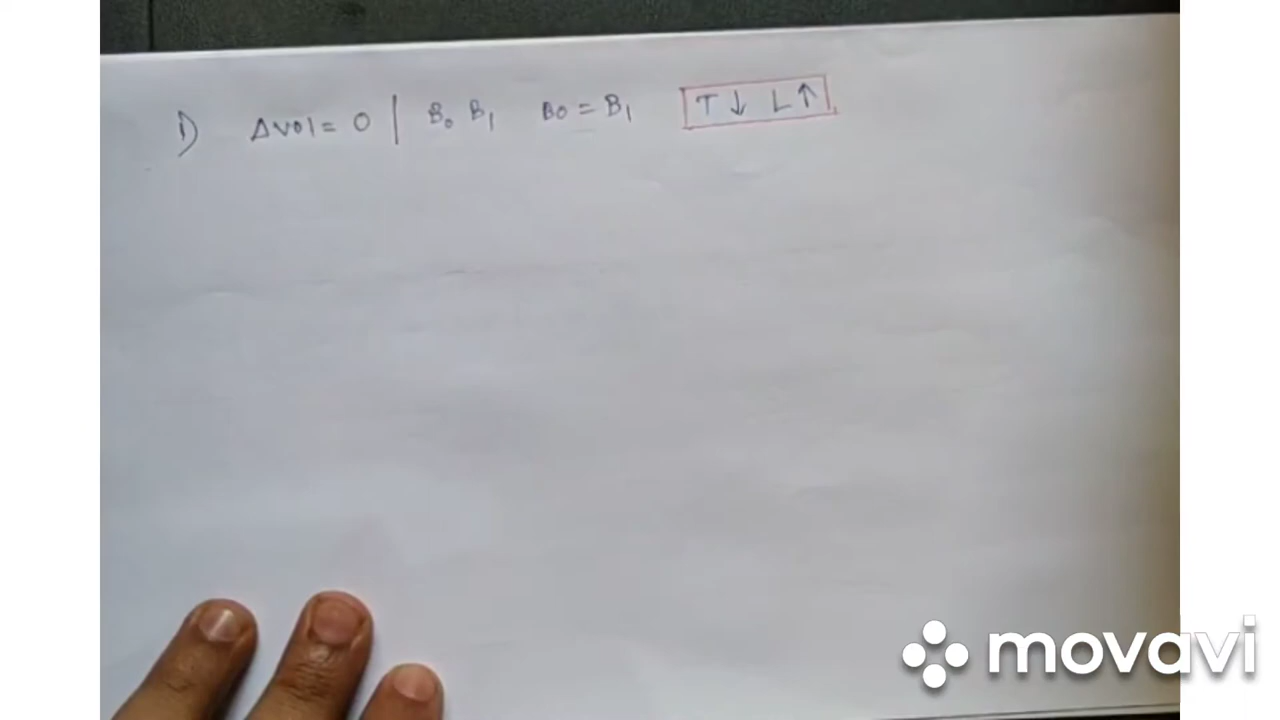 1) Δvol = 0 | B₀ B₁ B₀ = B₁ T ↓ L ↑
movavi